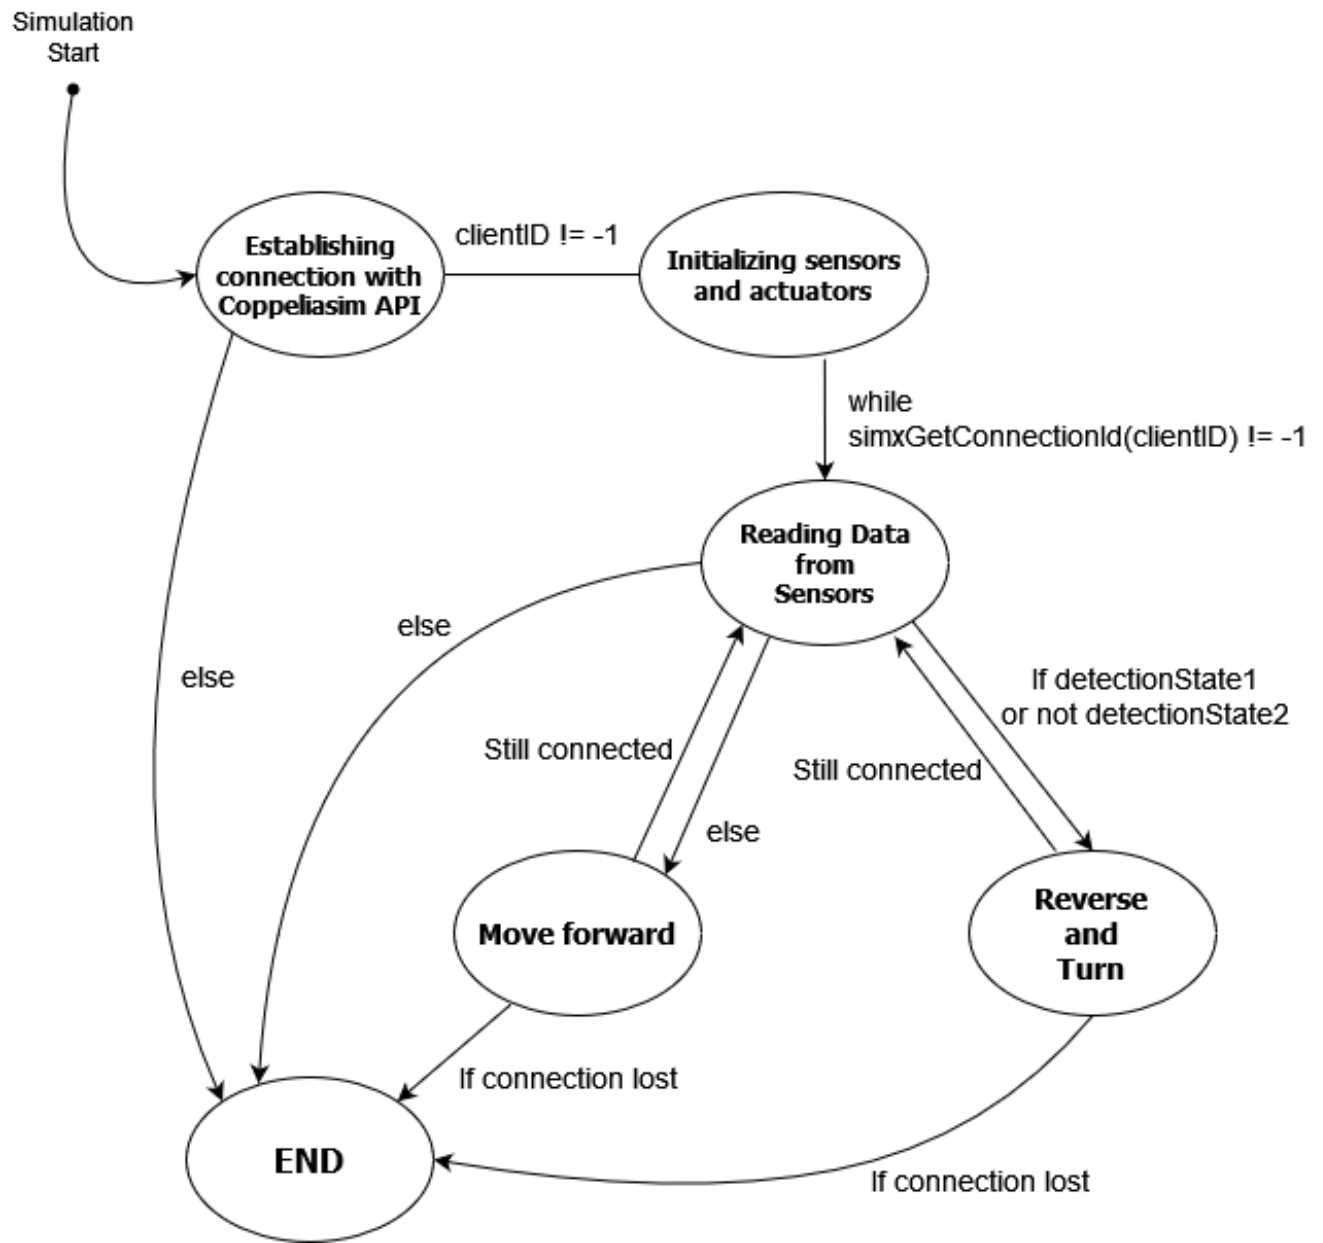 Simulation
Start
Establishing
connection with
Coppeliasim API
clientID != -1
Initializing sensors
and actuators
while
simxGetConnectionId(clientID) != -1
Reading Data
from
Sensors
else
else
If detectionState1
or not detectionState2
Still connected
Still connected
else
Move forward
Reverse
and
Turn
If connection lost
END
If connection lost